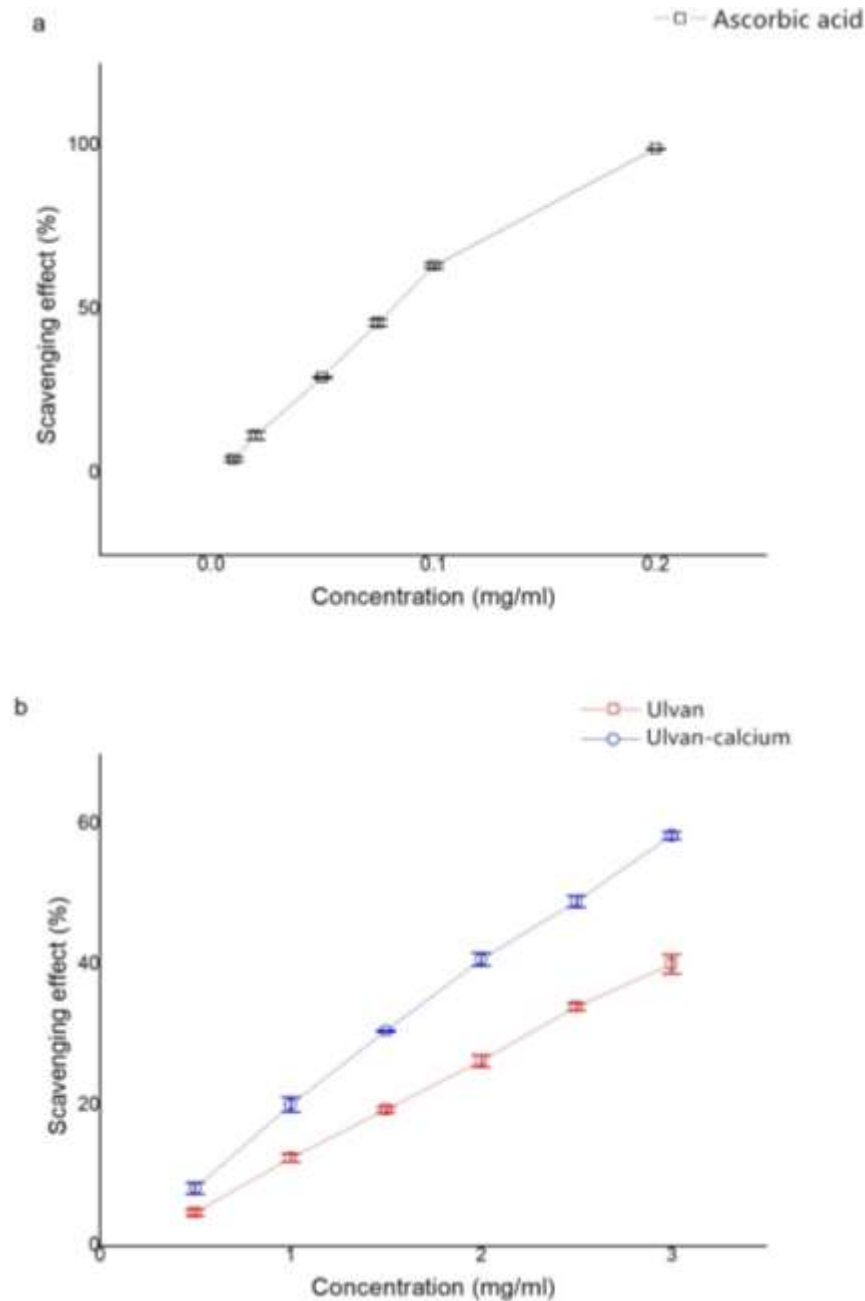 a
Ascorbic acid
100
50
0
Scavenging effect (%)
0.0 0.1 0.2
Concentration (mg/ml)
b
Ulvan
Ulvan-calcium
60
40
20
0
Scavenging effect (%)
0 1 2 3
Concentration (mg/ml)